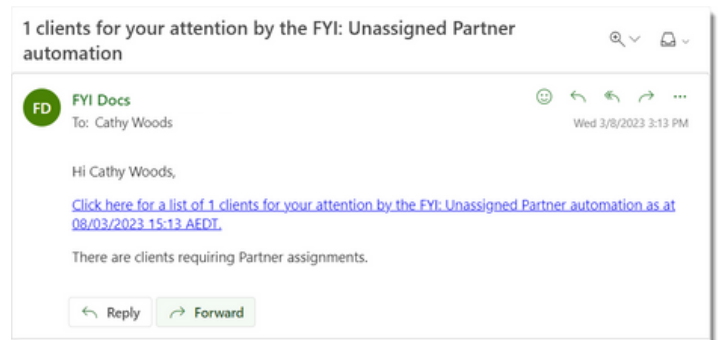 1 clients for your attention by the FYI: Unassigned Partner
automation
FD
FYI Docs
To: Cathy Woods
Wed 3/8/2023 3:13 PM
Hi Cathy Woods,
Click here for a list of 1 clients for your attention by the FYI: Unassigned Partner automation as at
08/03/2023 15:13 AEDT.
There are clients requiring Partner assignments.
Reply
Forward